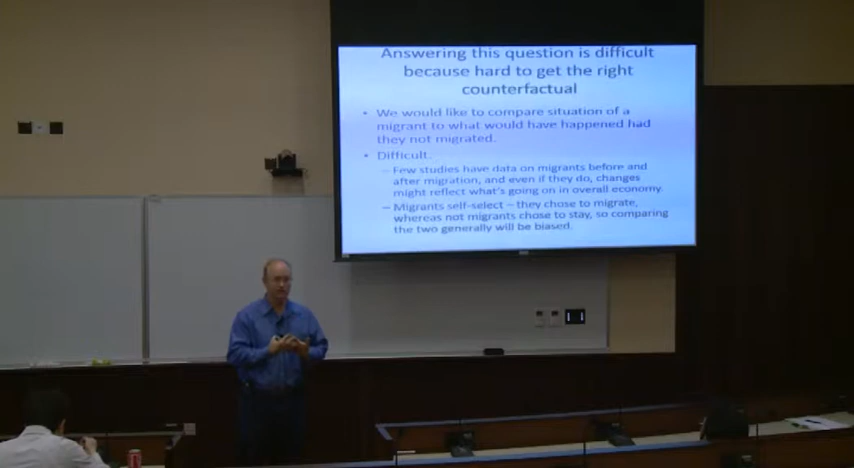 Answering this question is difficult
because hard to get the right
counterfactual
• We would like to compare situation of a
migrant to what would have happened had
they not migrated.
• Difficult.
– Few studies have data on migrants before and
after migration, and even if they do, changes
might reflect what's going on in overall economy.
– Migrants self-select – they chose to migrate,
whereas not migrants chose to stay, so comparing
the two generally will be biased.